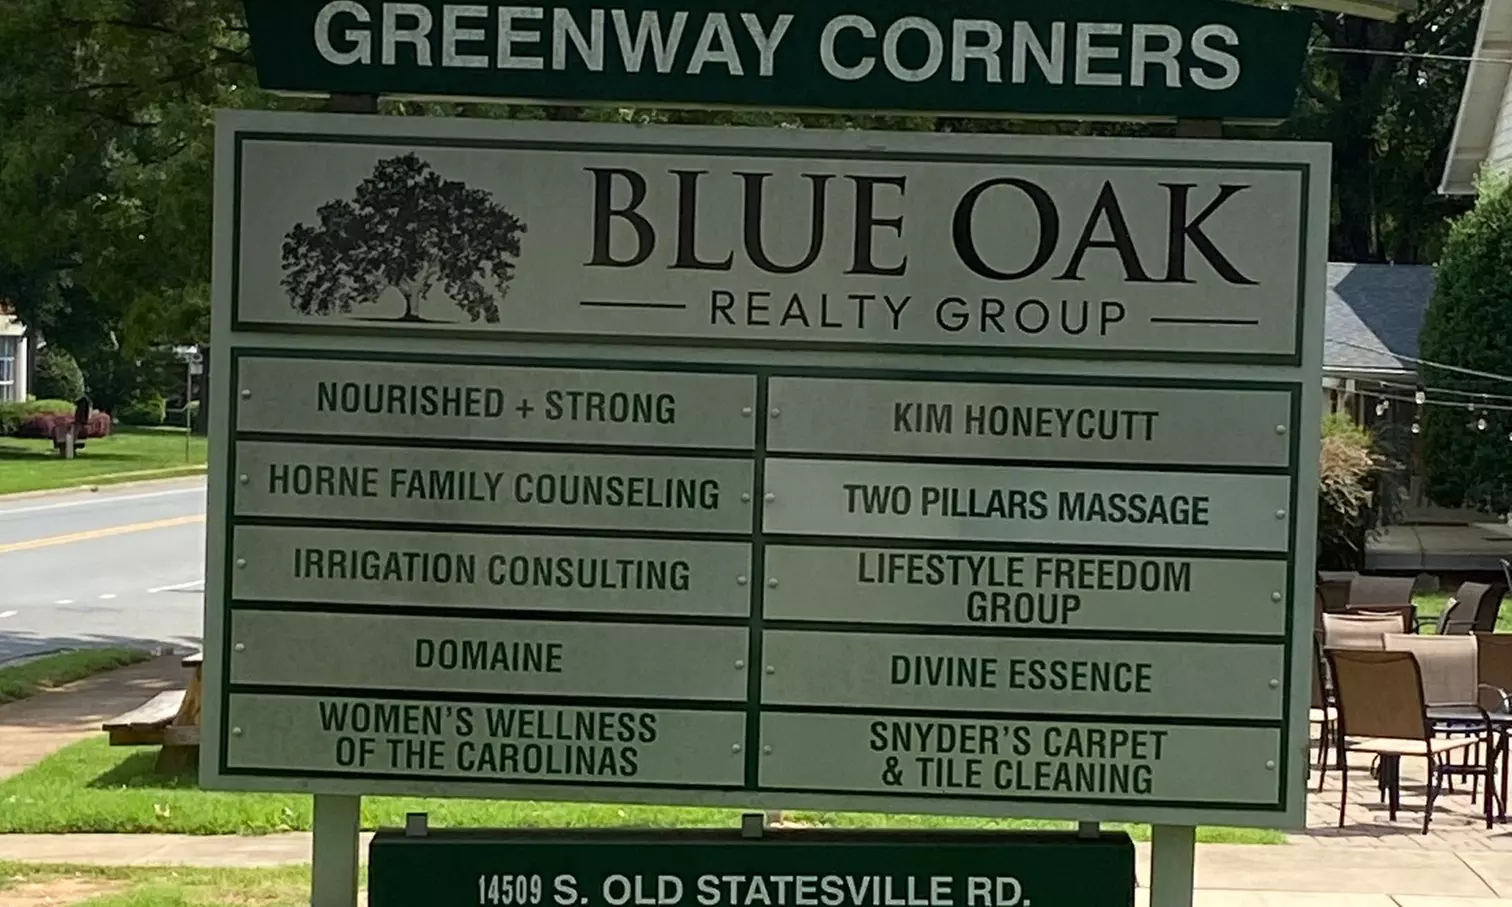 GREENWAY CORNERS
BLUE OAK
REALTY GROUP
NOURISHED + STRONG
KIM HONEYCUTT
HORNE FAMILY COUNSELING
TWO PILLARS MASSAGE
IRRIGATION CONSULTING
LIFESTYLE FREEDOM
GROUP
DOMAINE
DIVINE ESSENCE
WOMEN'S WELLNESS
OF THE CAROLINAS
SNYDER'S CARPET
& TILE CLEANING
14509 S. OLD STATESVILLE RD.